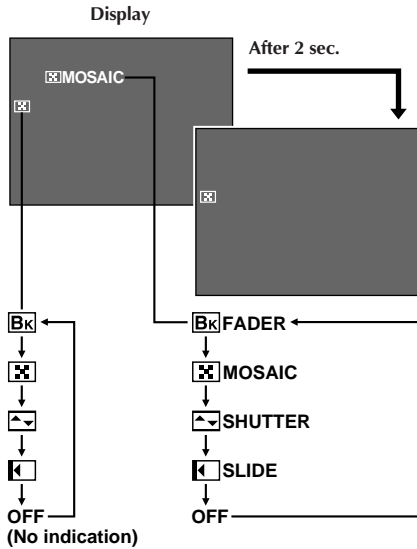 Display
After 2 sec.
MOSAIC
BK
BK FADER
MOSAIC
SHUTTER
SLIDE
OFF
(No indication)
OFF